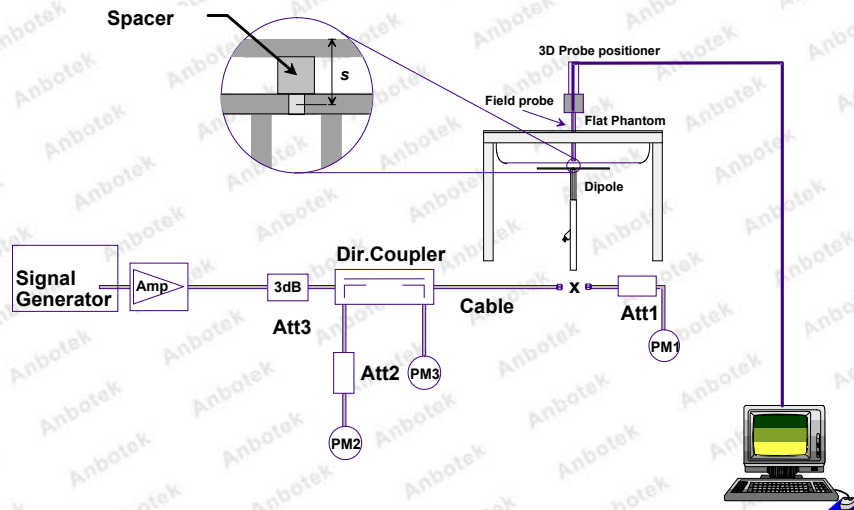 Spacer
s
3D Probe positioner
Field probe
Flat Phantom
Dipole
Signal
Generator
Amp
3dB
Att3
Dir.Coupler
Cable
x
Att1
PM1
Att2
PM3
PM2
Anbotek